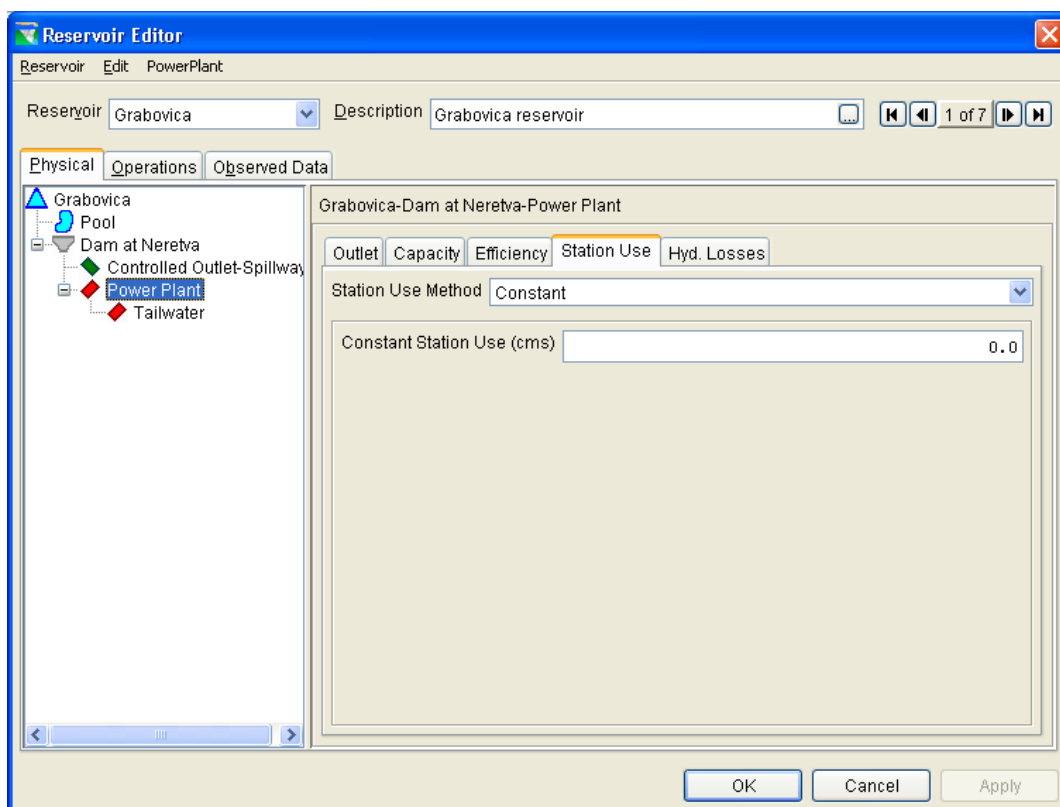 Reservoir Editor
Reservoir Edit PowerPlant
Reservoir Grabovica Description Grabovica reservoir ... 1 of 7
Physical Operations Observed Data
Grabovica
Pool
Dam at Neretva
Controlled Outlet-Spillway
Power Plant
Tailwater
Grabovica-Dam at Neretva-Power Plant
Outlet Capacity Efficiency Station Use Hyd. Losses
Station Use Method Constant
Constant Station Use (cms) 0.0
OK Cancel Apply